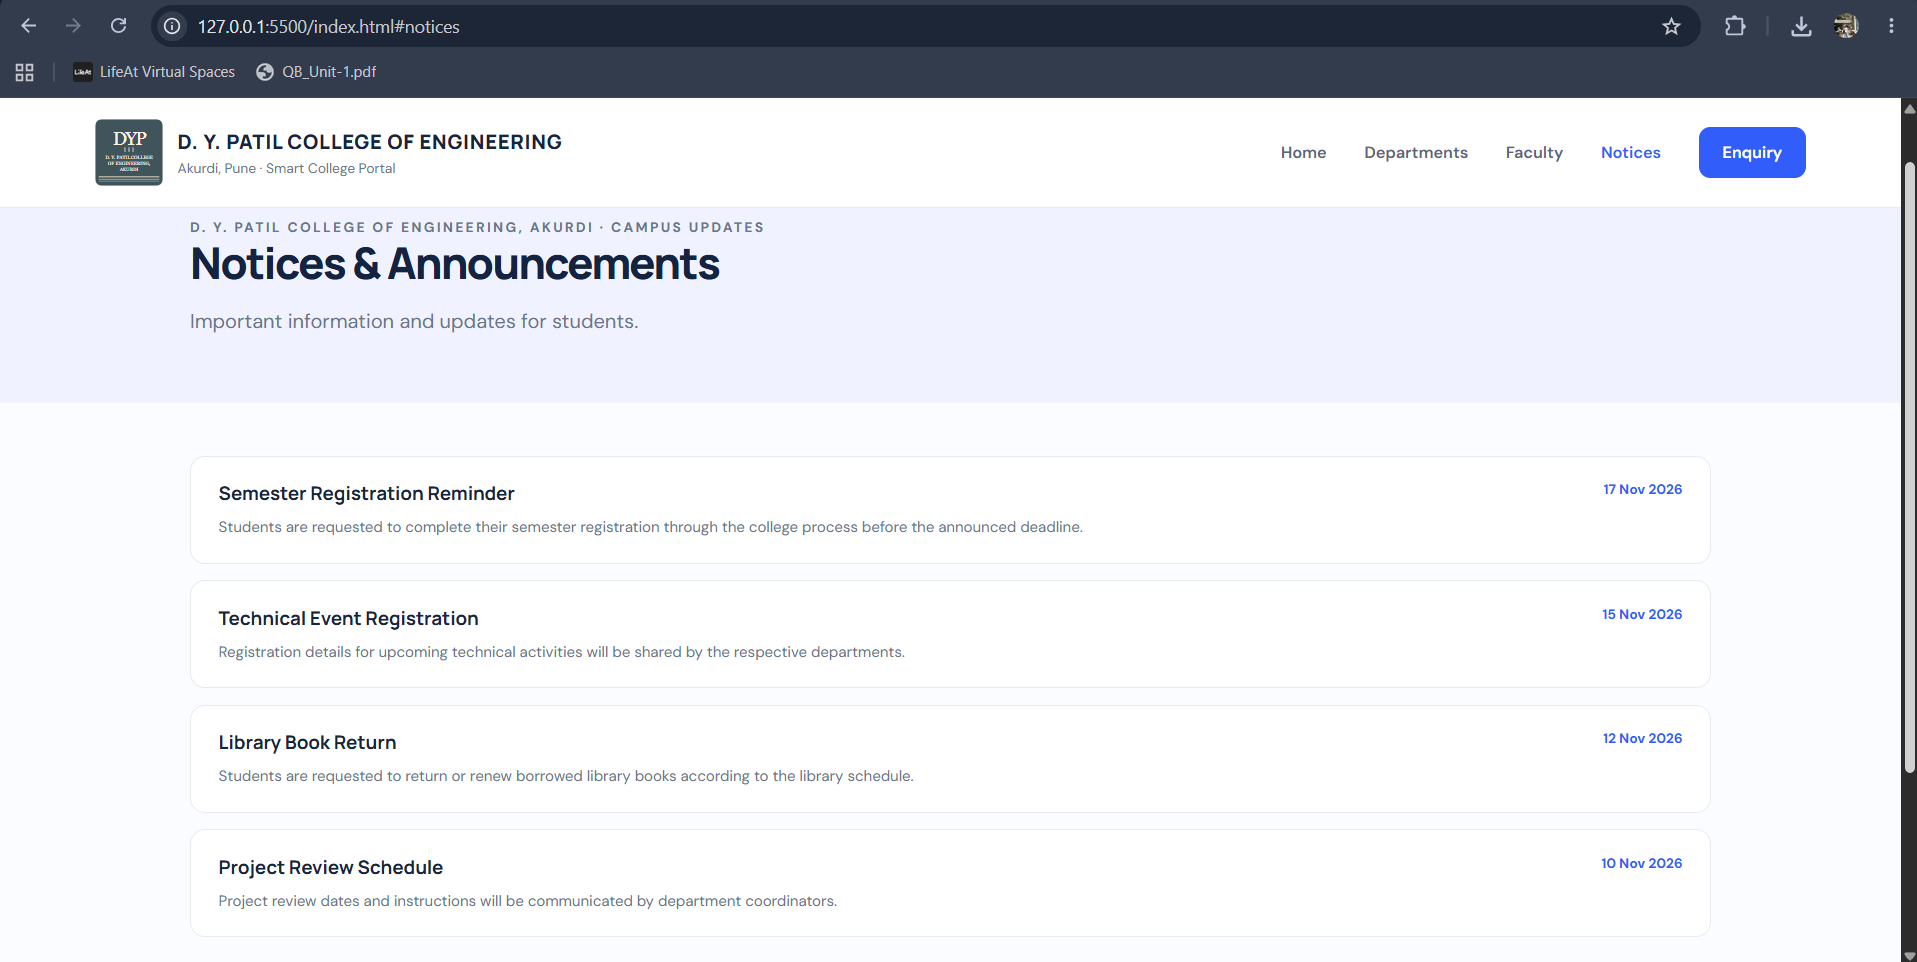 127.0.0.1:5500/index.html#notices
LifeAt
LifeAt Virtual Spaces
QB_Unit-1.pdf
DYP
D. Y. PATIL COLLEGE
OF ENGINEERING,
AKURDI
D. Y. PATIL COLLEGE OF ENGINEERING
Akurdi, Pune · Smart College Portal
Home
Departments
Faculty
Notices
Enquiry
D. Y. PATIL COLLEGE OF ENGINEERING, AKURDI · CAMPUS UPDATES
Notices & Announcements
Important information and updates for students.
Semester Registration Reminder
17 Nov 2026
Students are requested to complete their semester registration through the college process before the announced deadline.
Technical Event Registration
15 Nov 2026
Registration details for upcoming technical activities will be shared by the respective departments.
Library Book Return
12 Nov 2026
Students are requested to return or renew borrowed library books according to the library schedule.
Project Review Schedule
10 Nov 2026
Project review dates and instructions will be communicated by department coordinators.